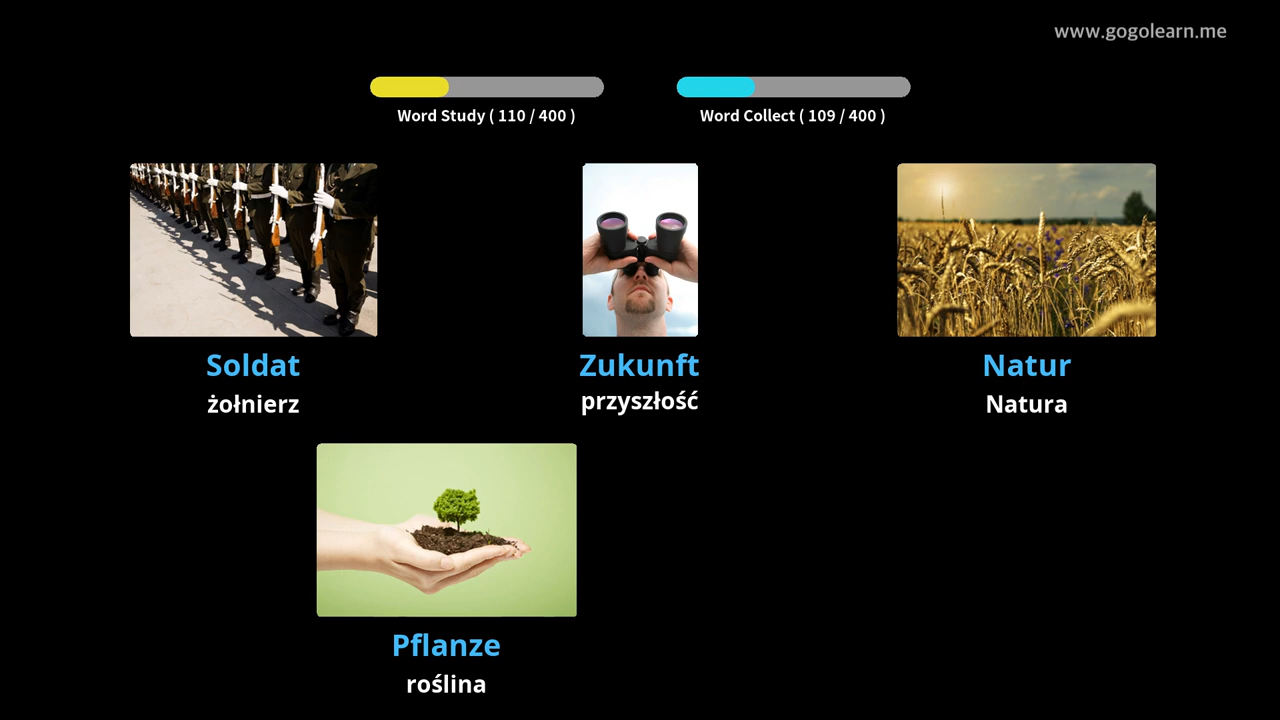 www.gogolearn.me
Word Study ( 110 / 400 )
Word Collect ( 109 / 400 )
Soldat
żołnierz
Zukunft
przyszłość
Natur
Natura
Pflanze
roślina